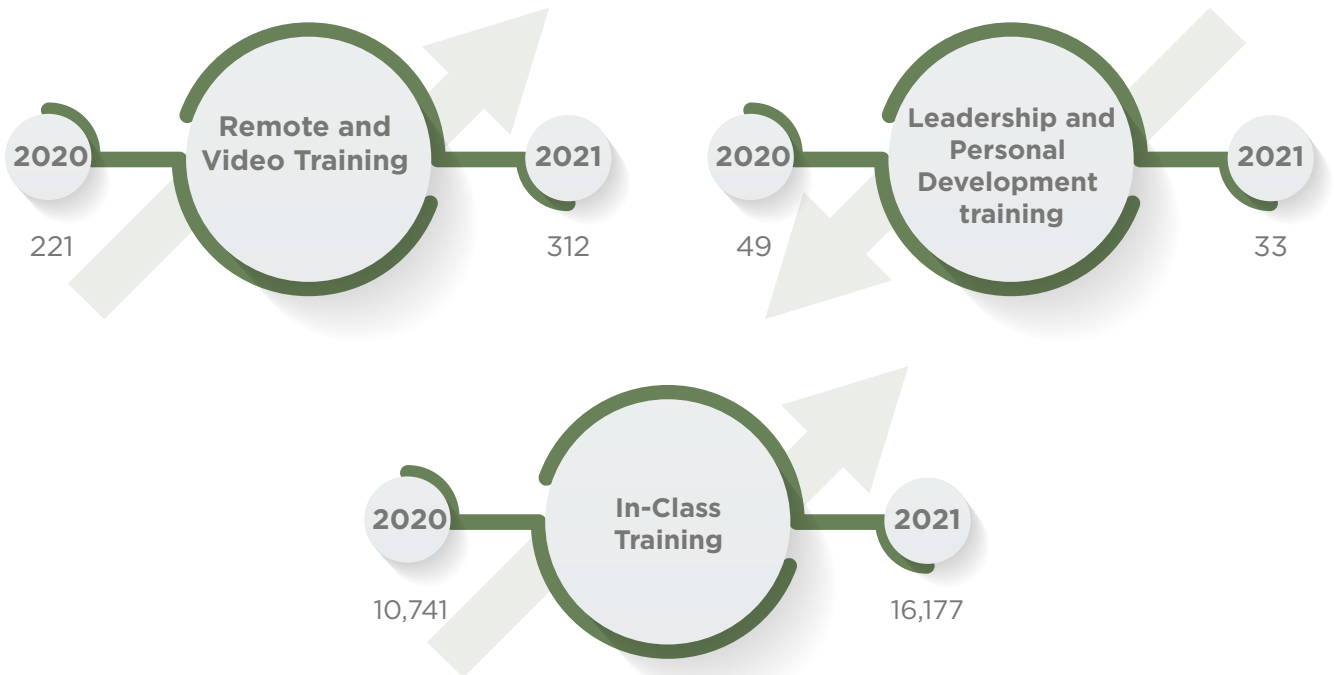 Remote and
Video Training
2020
2021
221
312
Leadership and
Personal
Development
training
2020
2021
49
33
In-Class
Training
2020
2021
10,741
16,177